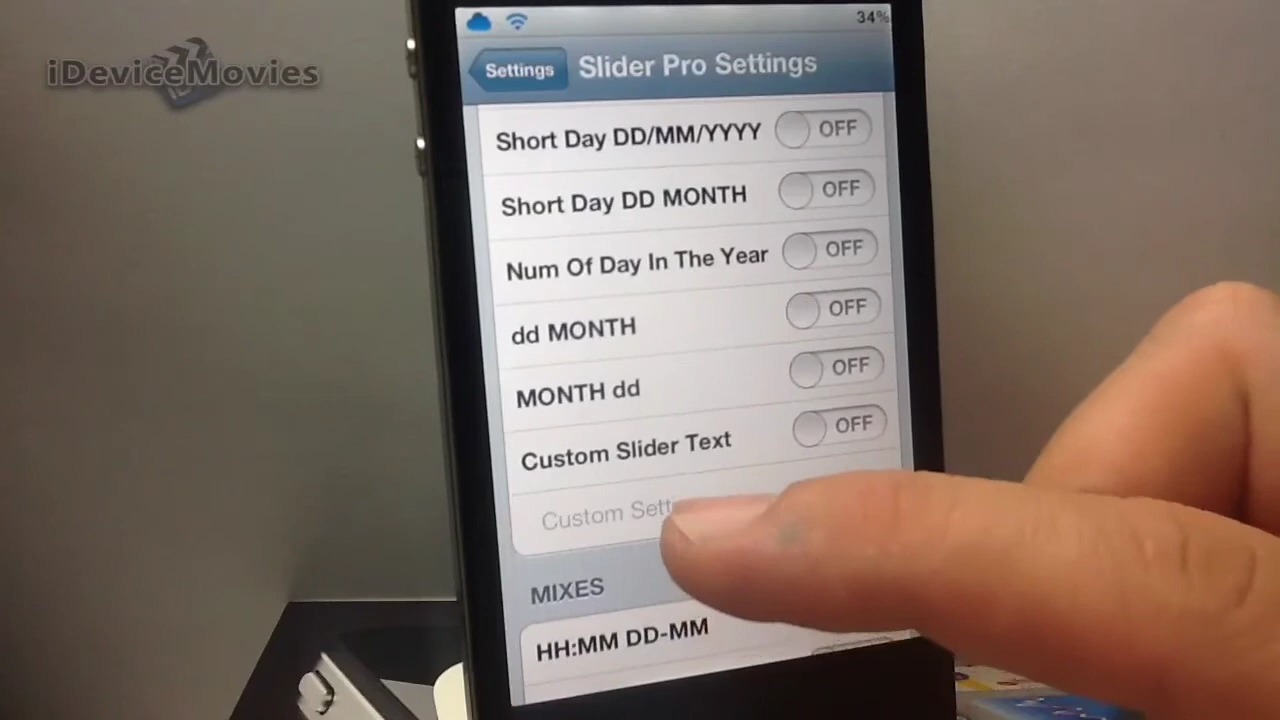 iDeviceMovies
34%
Settings
Slider Pro Settings
Short Day DD/MM/YYYY OFF
Short Day DD MONTH OFF
Num Of Day In The Year OFF
dd MONTH OFF
MONTH dd OFF
Custom Slider Text OFF
Custom
MIXES
HH:MM DD-MM